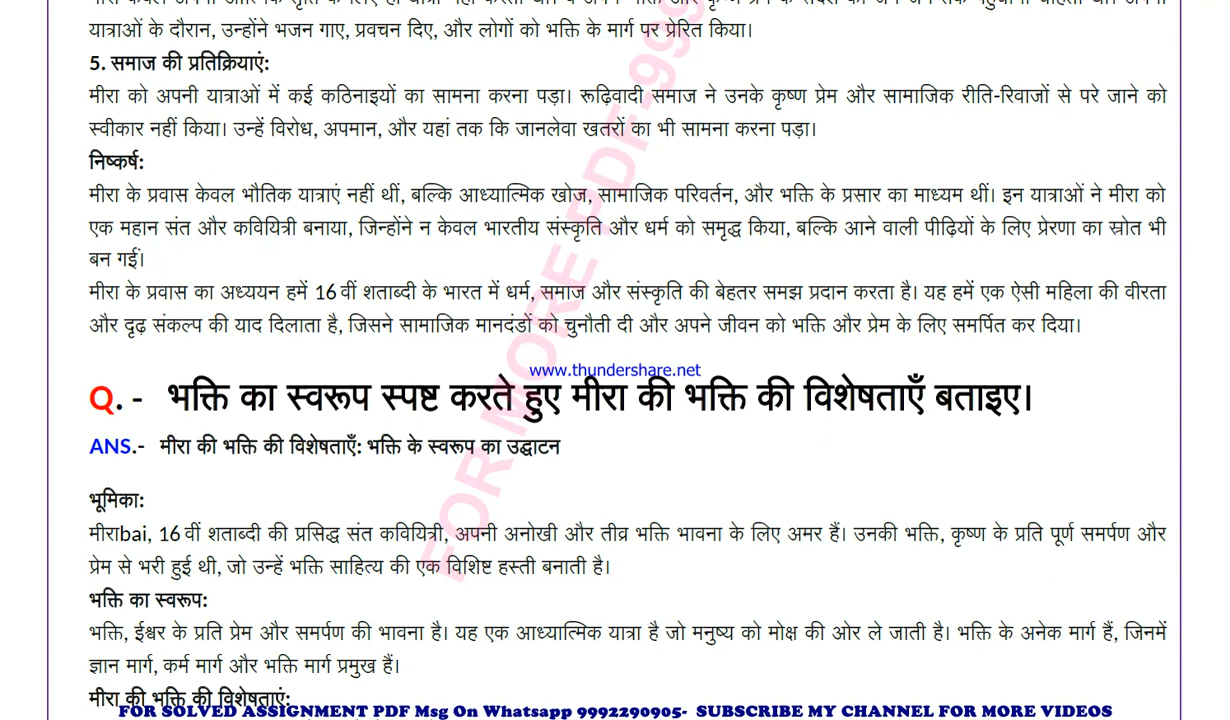 यात्राओं के दौरान, उन्होंने भजन गाए, प्रवचन दिए, और लोगों को भक्ति के मार्ग पर प्रेरित किया।
5. समाज की प्रतिक्रियाएं:
मीरा को अपनी यात्राओं में कई कठिनाइयों का सामना करना पड़ा। रूढ़िवादी समाज ने उनके कृष्ण प्रेम और सामाजिक रीति-रिवाजों से परे जाने को
स्वीकार नहीं किया। उन्हें विरोध, अपमान, और यहां तक कि जानलेवा खतरों का भी सामना करना पड़ा।
निष्कर्ष:
मीरा के प्रवास केवल भौतिक यात्राएं नहीं थीं, बल्कि आध्यात्मिक खोज, सामाजिक परिवर्तन, और भक्ति के प्रसार का माध्यम थीं। इन यात्राओं ने मीरा को
एक महान संत और कवियित्री बनाया, जिन्होंने न केवल भारतीय संस्कृति और धर्म को समृद्ध किया, बल्कि आने वाली पीढ़ियों के लिए प्रेरणा का स्रोत भी
बन गईं।
मीरा के प्रवास का अध्ययन हमें 16 वीं शताब्दी के भारत में धर्म, समाज और संस्कृति की बेहतर समझ प्रदान करता है। यह हमें एक ऐसी महिला की वीरता
और दृढ़ संकल्प की याद दिलाता है, जिसने सामाजिक मानदंडों को चुनौती दी और अपने जीवन को भक्ति और प्रेम के लिए समर्पित कर दिया।
www.thundershare.net
Q. - भक्ति का स्वरूप स्पष्ट करते हुए मीरा की भक्ति की विशेषताएँ बताइए।
ANS.- मीरा की भक्ति की विशेषताएँ: भक्ति के स्वरूप का उद्घाटन
भूमिका:
मीराbai, 16 वीं शताब्दी की प्रसिद्ध संत कवियित्री, अपनी अनोखी और तीव्र भक्ति भावना के लिए अमर हैं। उनकी भक्ति, कृष्ण के प्रति पूर्ण समर्पण और
प्रेम से भरी हुई थी, जो उन्हें भक्ति साहित्य की एक विशिष्ट हस्ती बनाती है।
भक्ति का स्वरूप:
भक्ति, ईश्वर के प्रति प्रेम और समर्पण की भावना है। यह एक आध्यात्मिक यात्रा है जो मनुष्य को मोक्ष की ओर ले जाती है। भक्ति के अनेक मार्ग हैं, जिनमें
ज्ञान मार्ग, कर्म मार्ग और भक्ति मार्ग प्रमुख हैं।
मीरा की भक्ति की विशेषताएं:
FOR SOLVED ASSIGNMENT PDF Msg On Whatsapp 9992290905- SUBSCRIBE MY CHANNEL FOR MORE VIDEOS
FOR MORE PDF-999